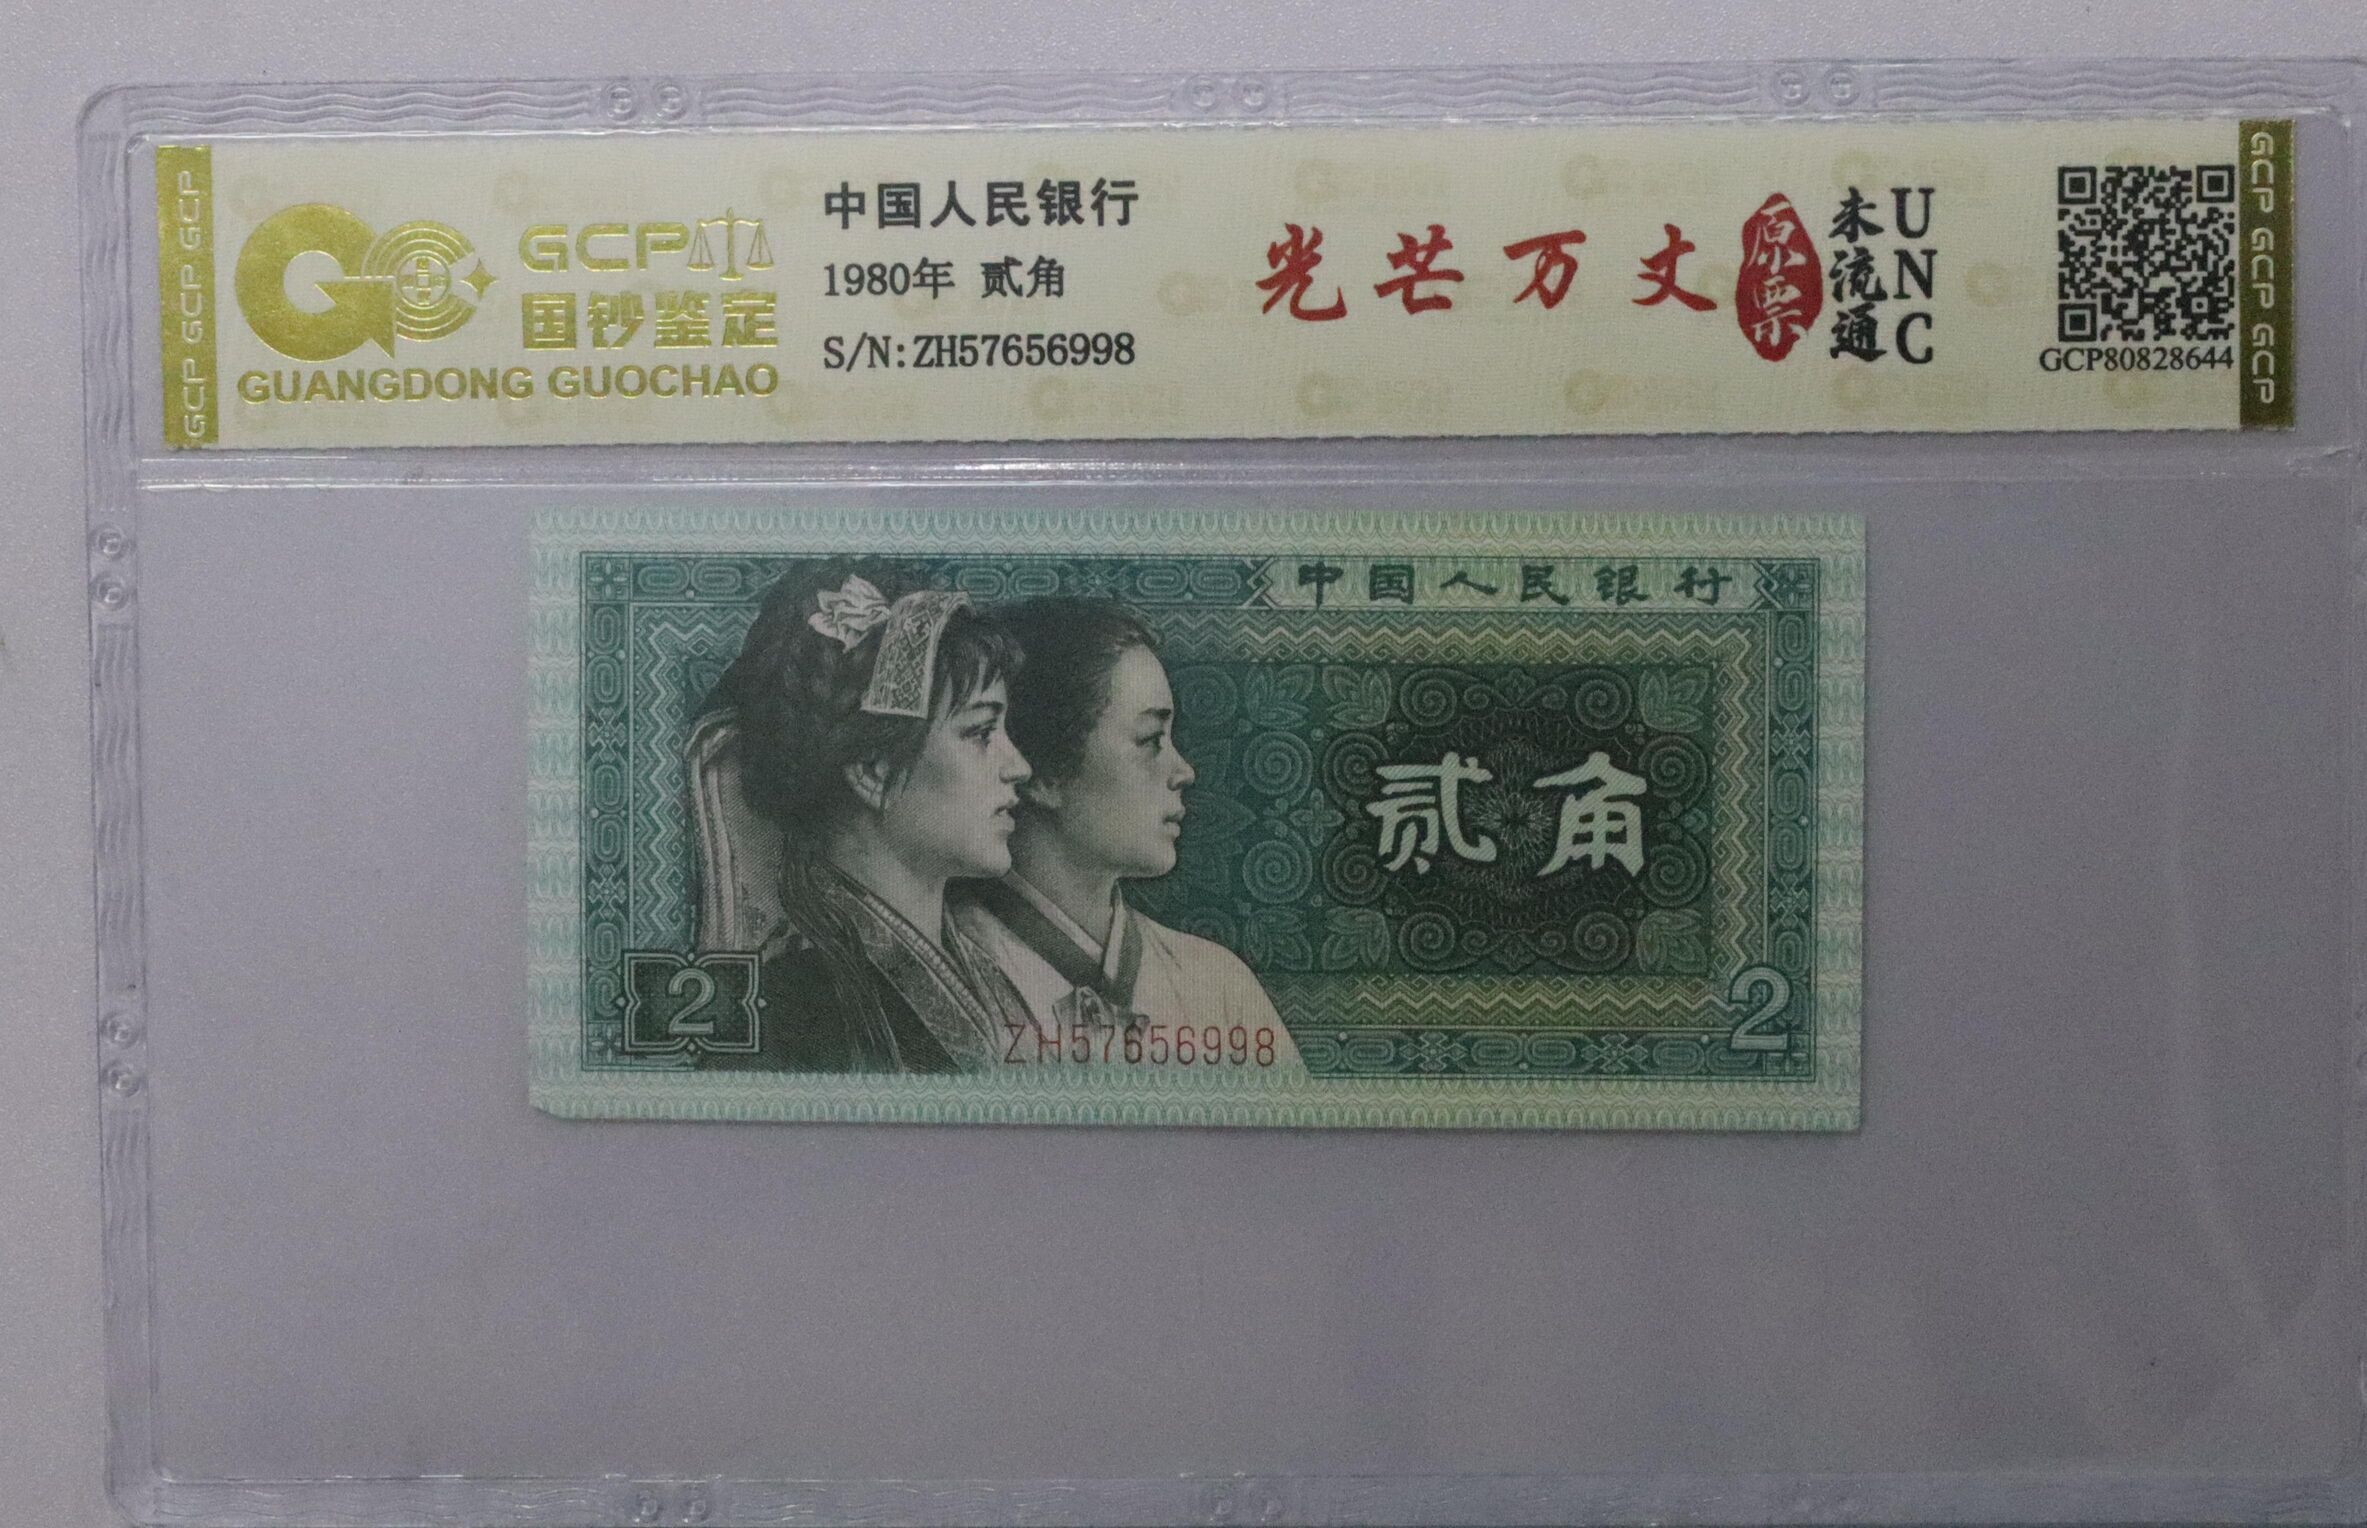 GCP GCP GCP
GCP
国钞鉴定
GUANGDONG GUOCHAO
中国人民银行
1980年 贰角
S/N:ZH57656998
光芒万丈
原票
未流通
UNC
GCP80828644
GCP GCP GCP
中国人民银行
贰角
2
ZH57656998
2